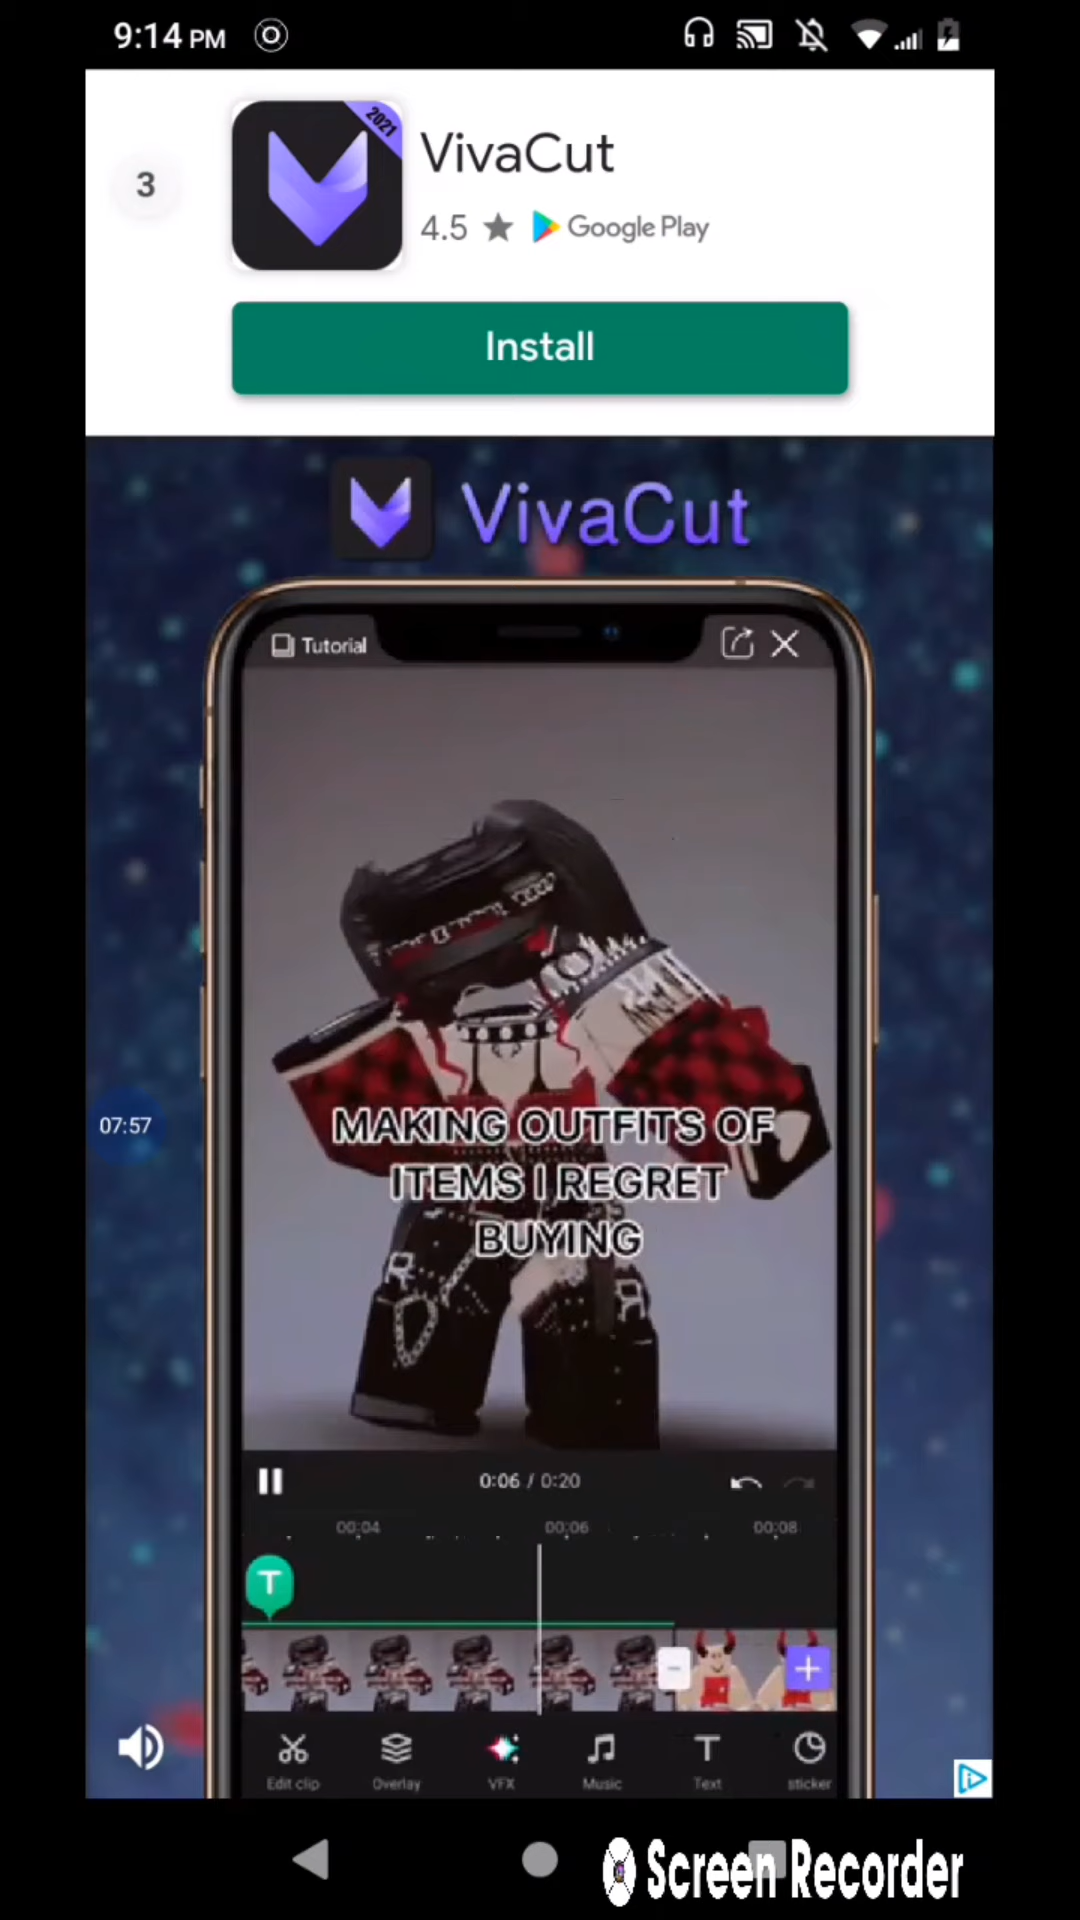 9:14 PM
3
2021
VivaCut
4.5 ★ Google Play
Install
VivaCut
Tutorial
MAKING OUTFITS OF
ITEMS I REGRET
BUYING
07:57
0:06 / 0:20
00:04 00:06 00:08
T
Edit clip Overlay VFX Music Text sticker
Screen Recorder